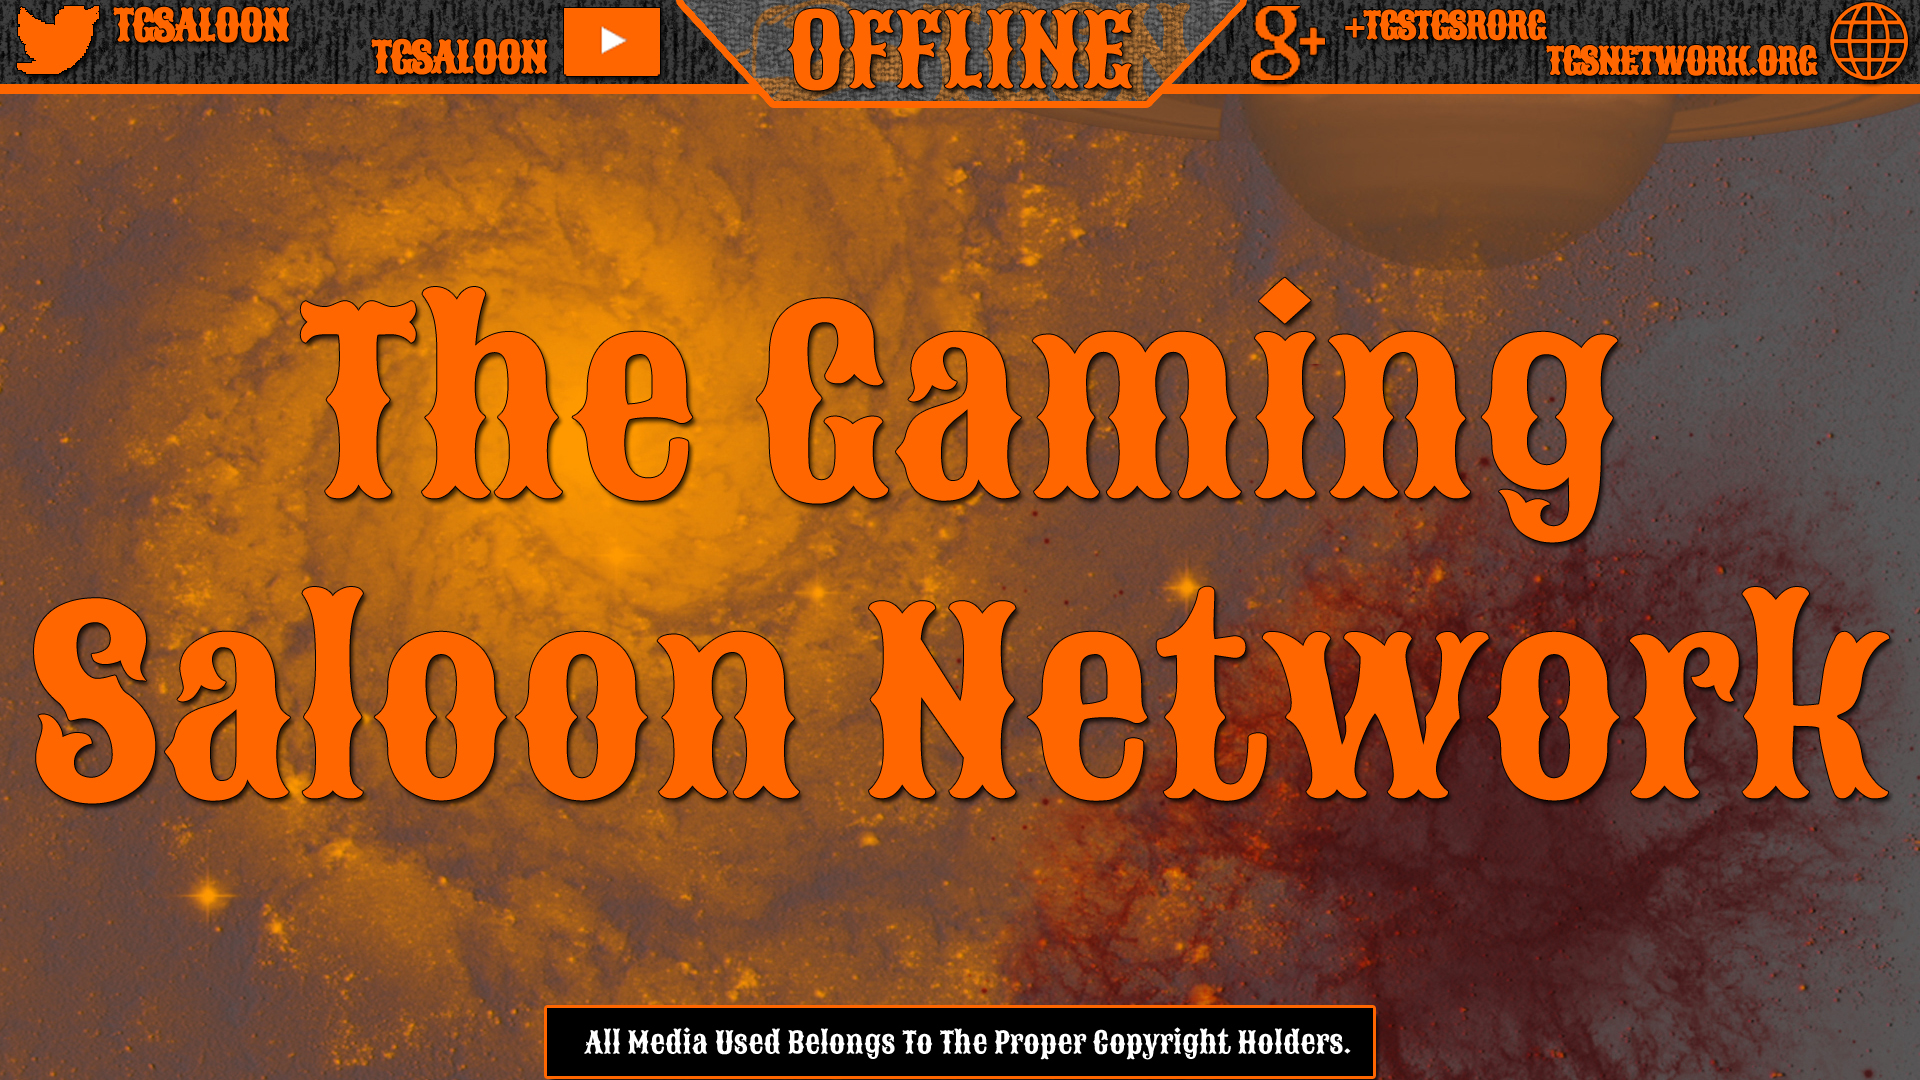 TGSALOON
TGSALOON
OFFLINE
g+
+TGSTGSRORG
TGSNETWORK.ORG
The Gaming
Saloon Network
All Media Used Belongs To The Proper Copyright Holders.